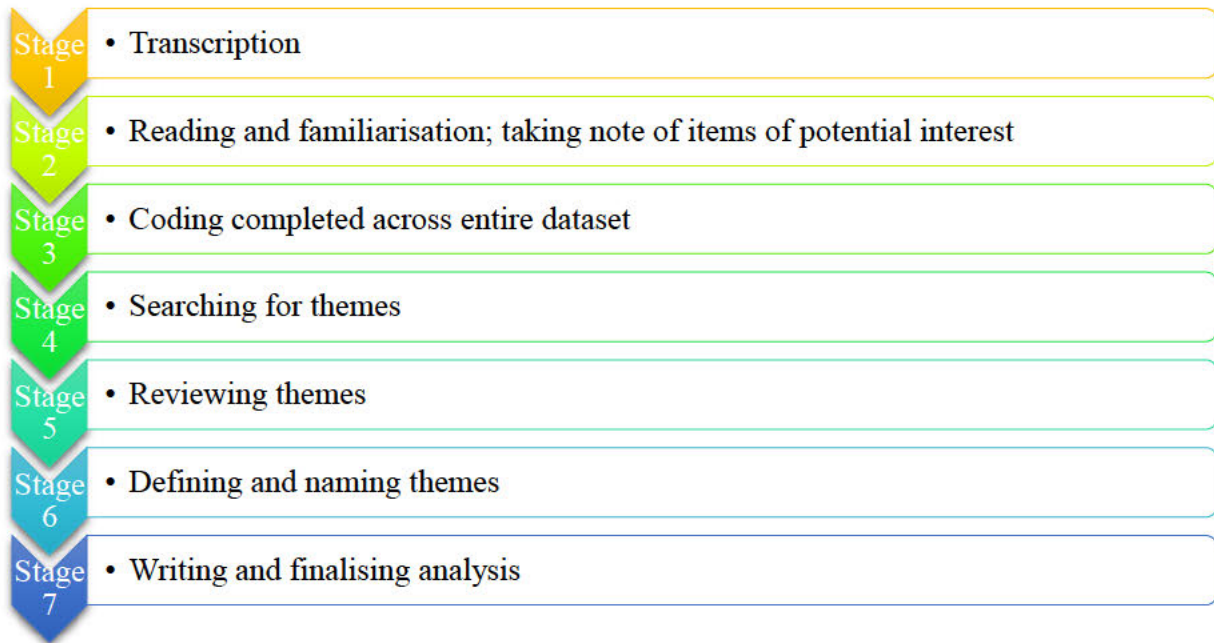 Stage
1
• Transcription
Stage
2
• Reading and familiarisation; taking note of items of potential interest
Stage
3
• Coding completed across entire dataset
Stage
4
• Searching for themes
Stage
5
• Reviewing themes
Stage
6
• Defining and naming themes
Stage
7
• Writing and finalising analysis